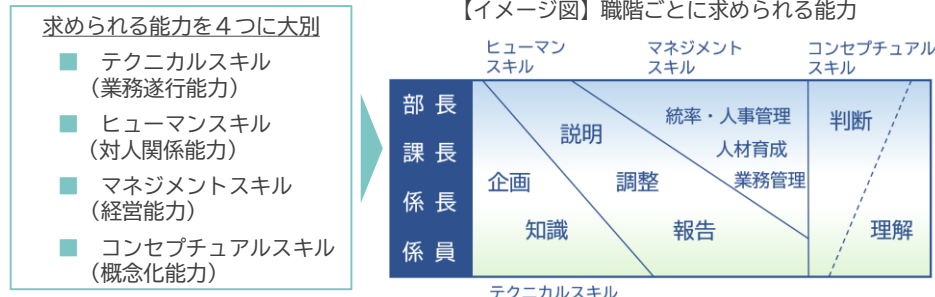 求められる能力を４つに大別
■ テクニカルスキル
（業務遂行能力）
■ ヒューマンスキル
（対人関係能力）
■ マネジメントスキル
（経営能力）
■ コンセプチュアルスキル
（概念化能力）
【イメージ図】職階ごとに求められる能力
ヒューマン
スキル
マネジメント
スキル
コンセプチュアル
スキル
部長
課長
係長
係員
説明
企画
知識
調整
報告
統率・人事管理
人材育成
業務管理
判断
理解
テクニカルスキル